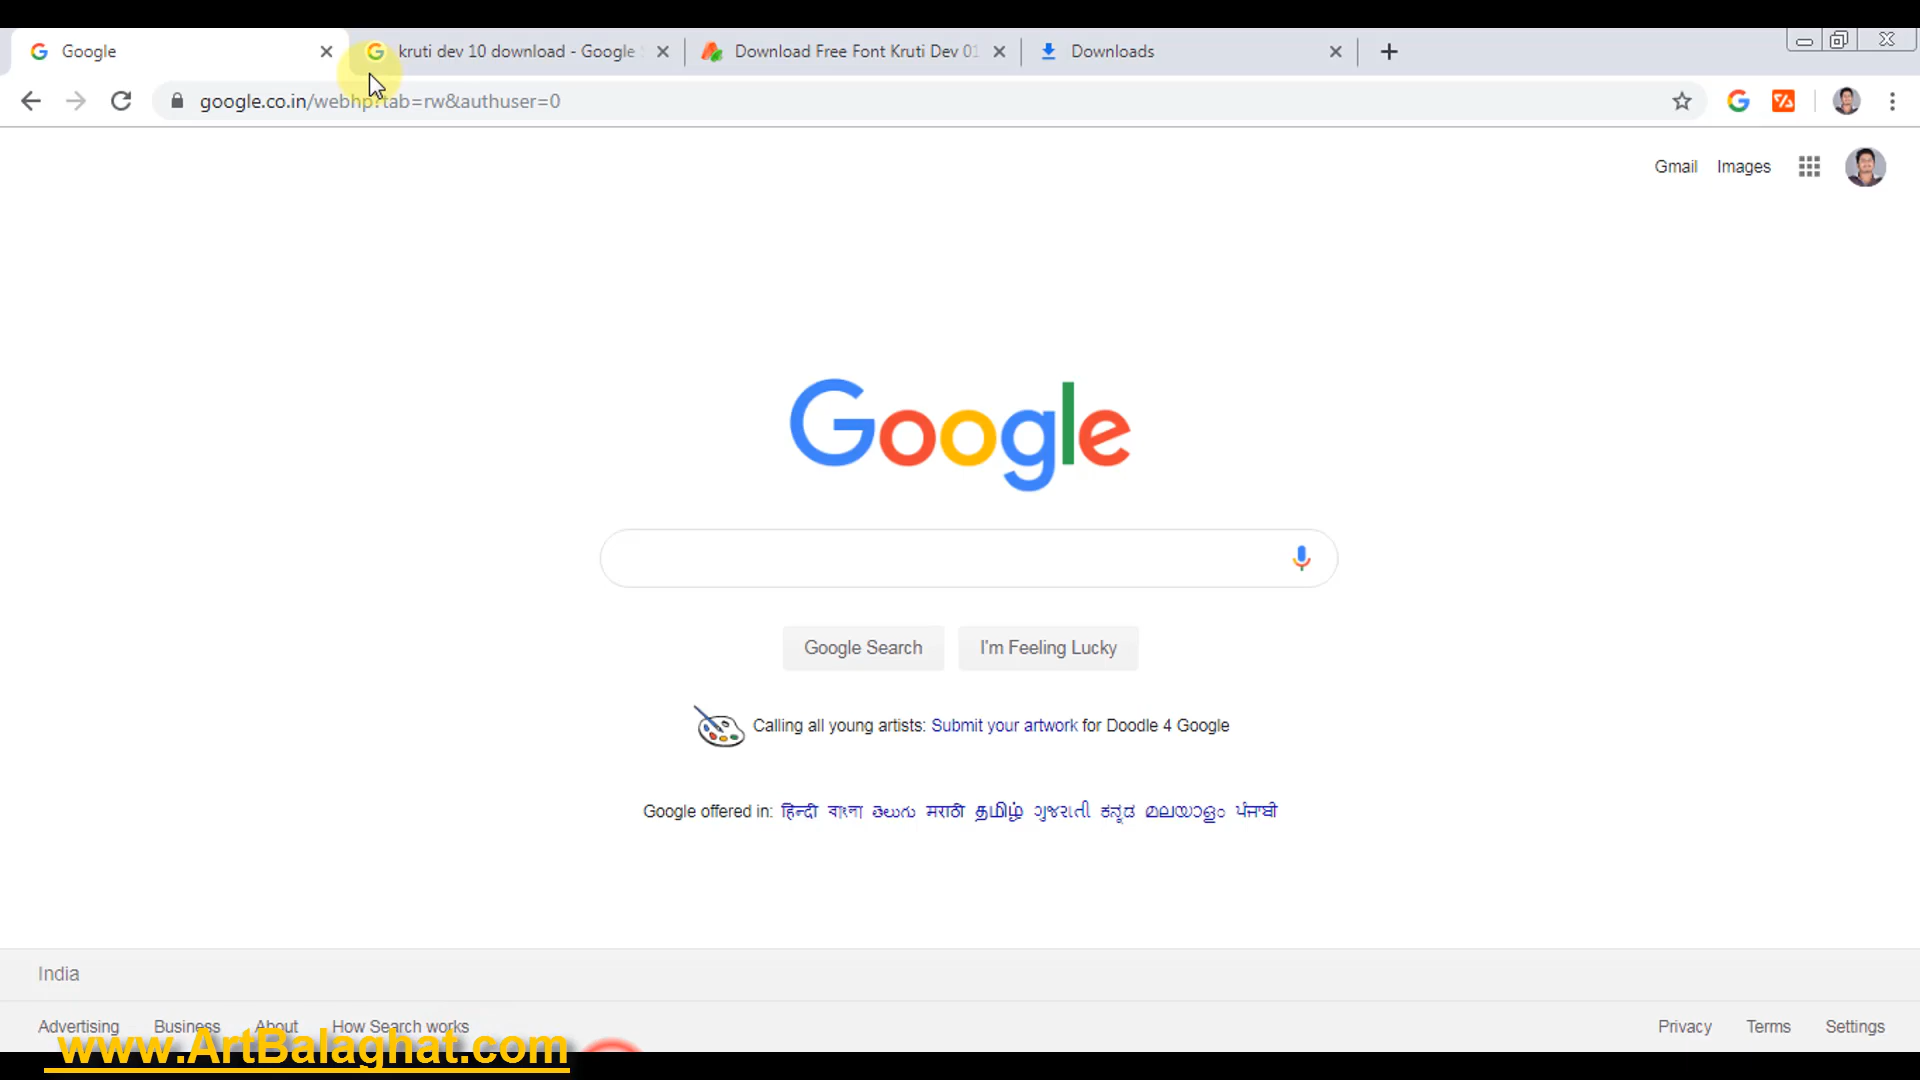 Google
kruti dev 10 download - Google
Download Free Font Kruti Dev 01
Downloads
google.co.in/webhp?tab=rw&authuser=0
Gmail Images
Google
Google Search I'm Feeling Lucky
Calling all young artists: Submit your artwork for Doodle 4 Google
Google offered in: हिन्दी বাংলা తెలుగు मराठी தமிழ் ગુજરાતી ಕನ್ನಡ മലയാളം ਪੰਜਾਬੀ
India
Advertising Business About How Search works Privacy Terms Settings
www.ArtBalaghat.com